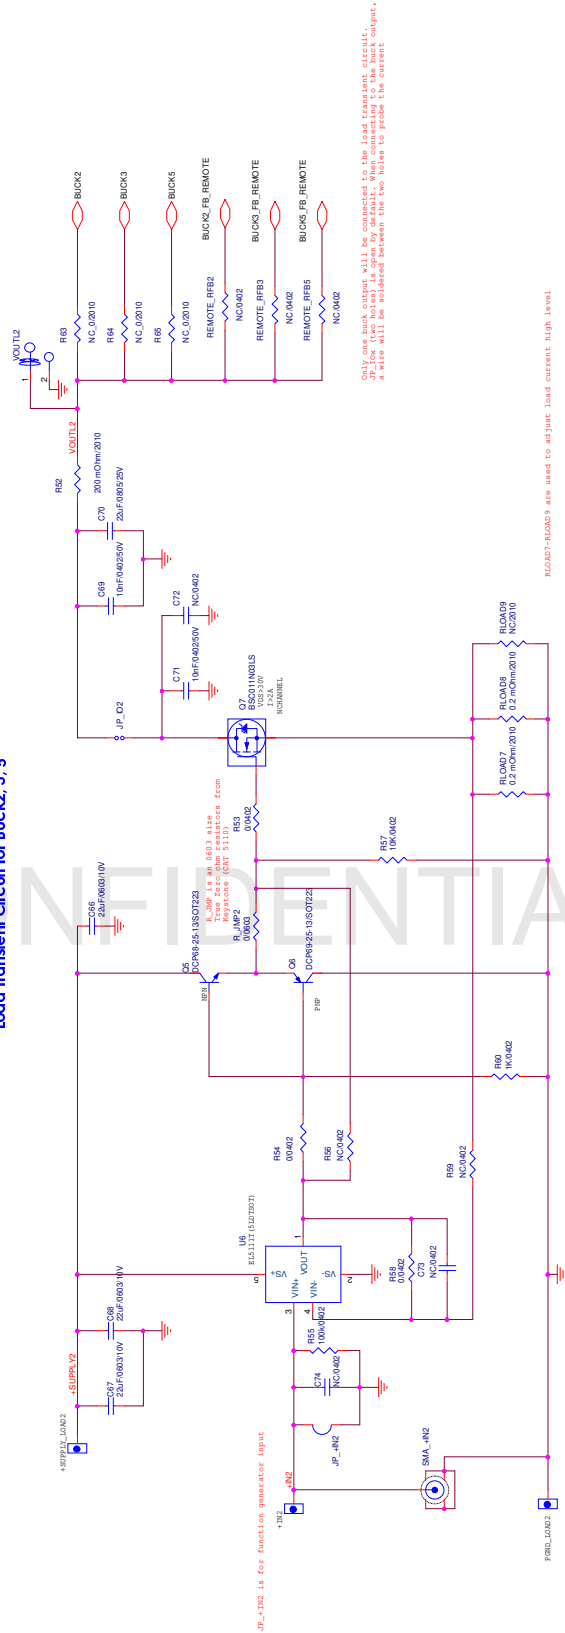 Load Transient Circuit for BUCK2, 3, 5
CONFIDENTIA
+SUPPLY_LOAD2
+SUPPLY2
C67
22uF/0603/10V
C68
22uF/0603/10V
C66
22uF/0603/10V
JP_IO2
C69
10nF/0402/50V
C70
22uF/0805/25V
R52
200 mOhm/2010
VOUTL2
VOUTL2
1
2
R63
NC_0/2010
BUCK2
R64
NC_0/2010
BUCK3
R65
NC_0/2010
BUCK5
REMOTE_RFB2
NC/0402
BUCK2_FB_REMOTE
REMOTE_RFB3
NC/0402
BUCK3_FB_REMOTE
REMOTE_RFB5
NC/0402
BUCK5_FB_REMOTE
C71
10nF/0402/50V
C72
NC/0402
Q7
BSC011N03LS
VDS>30V
I>2A
NCHANNEL
R_JMP is an 0603 size
True Zero ohm resistors from
Keystone (CAT 5110)
Q5
DCP68-25-13/SOT223
NPN
R_JMP2
0/0603
R53
0/0402
Q6
DCP69-25-13/SOT223
PNP
R57
10K/0402
U6
EL5111T(5LDTSOT)
5
VS+
3
VIN+
4
VIN-
VOUT
1
VS-
2
R54
0/0402
R56
NC/0402
R58
0/0402
C73
NC/0402
R59
NC/0402
R60
1K/0402
R55
100k/0402
C74
NC/0402
JP_+IN2
+IN2
+IN2
JP_+IN2 is for function generator input
SMA_+IN2
PGND_LOAD2
RLOAD7
0.2 mOhm/2010
RLOAD8
0.2 mOhm/2010
RLOAD9
NC/2010
Only one buck output will be connected to the load transient circuit.
JP_IOx (two holes) is open by default. When connecting to the buck output,
a wire will be soldered between the two holes to probe the current
RLOAD7-RLOAD9 are used to adjust load current high level